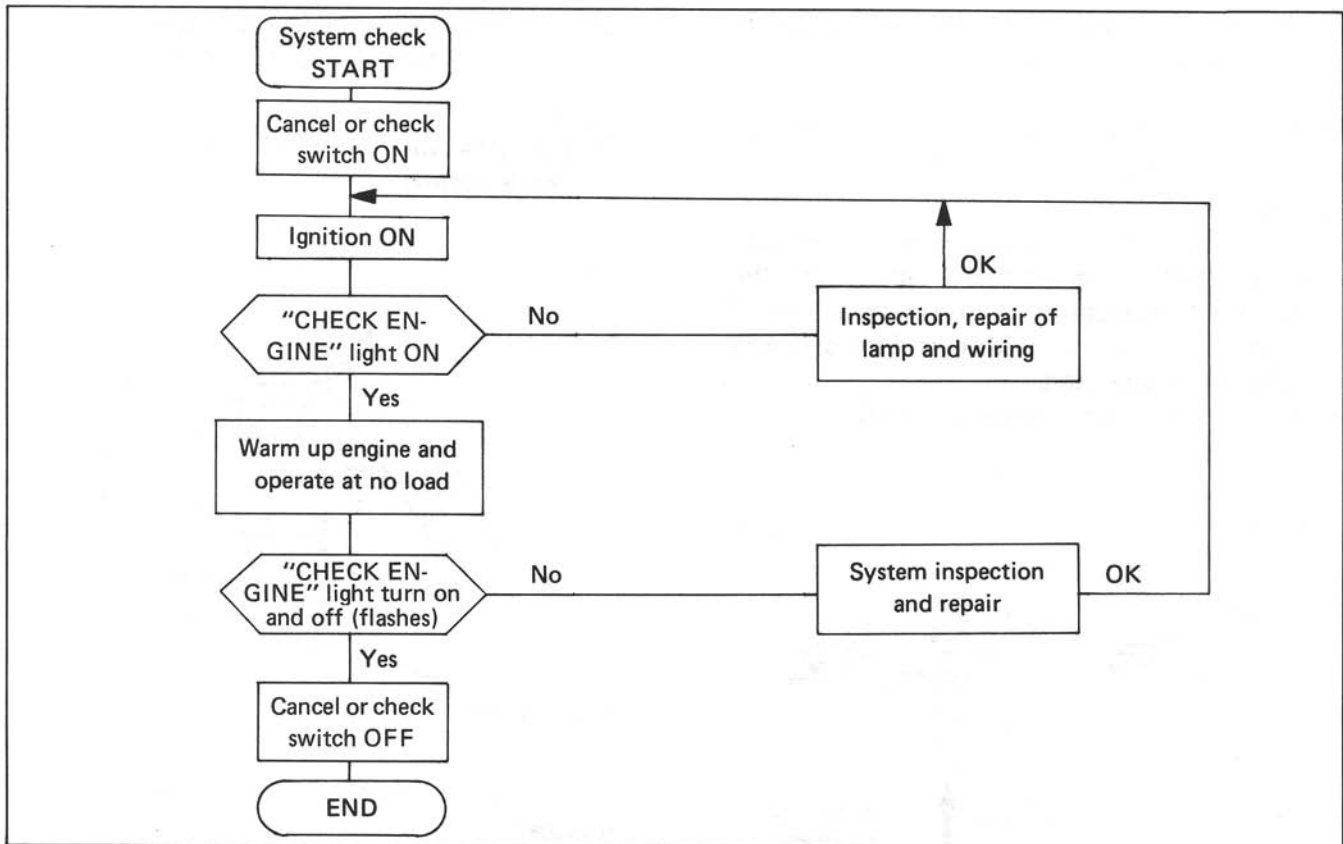 System check
START
Cancel or check
switch ON
Ignition ON
OK
"CHECK EN-
GINE" light ON
No
Inspection, repair of
lamp and wiring
Yes
Warm up engine and
operate at no load
"CHECK EN-
GINE" light turn on
and off (flashes)
No
System inspection
and repair
OK
Yes
Cancel or check
switch OFF
END